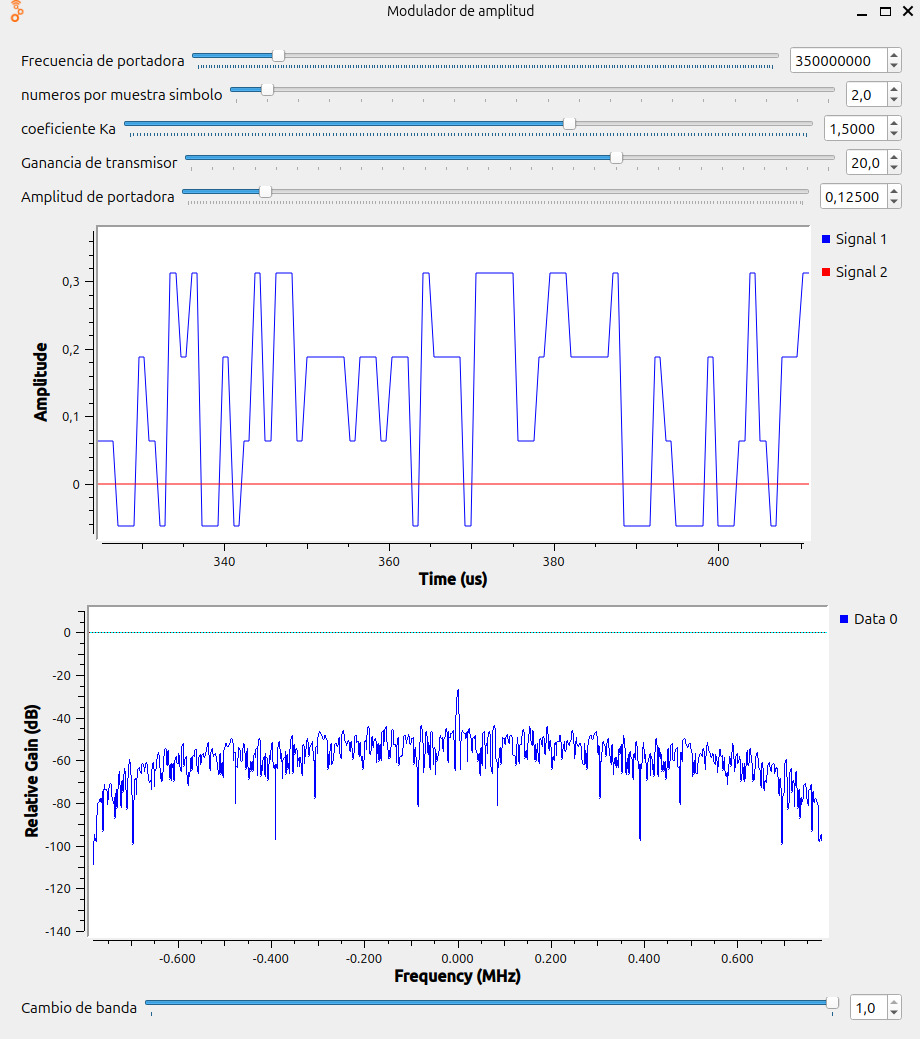 Modulador de amplitud
Frecuencia de portadora 350000000
numeros por muestra simbolo 2,0
coeficiente Ka 1,5000
Ganancia de transmisor 20,0
Amplitud de portadora 0,12500
Signal 1
Signal 2
0,3
0,2
0,1
0
Amplitude
340 360 380 400
Time (us)
Data 0
0
-20
-40
-60
-80
-100
-120
-140
Relative Gain (dB)
-0.600 -0.400 -0.200 0.000 0.200 0.400 0.600
Frequency (MHz)
Cambio de banda 1,0